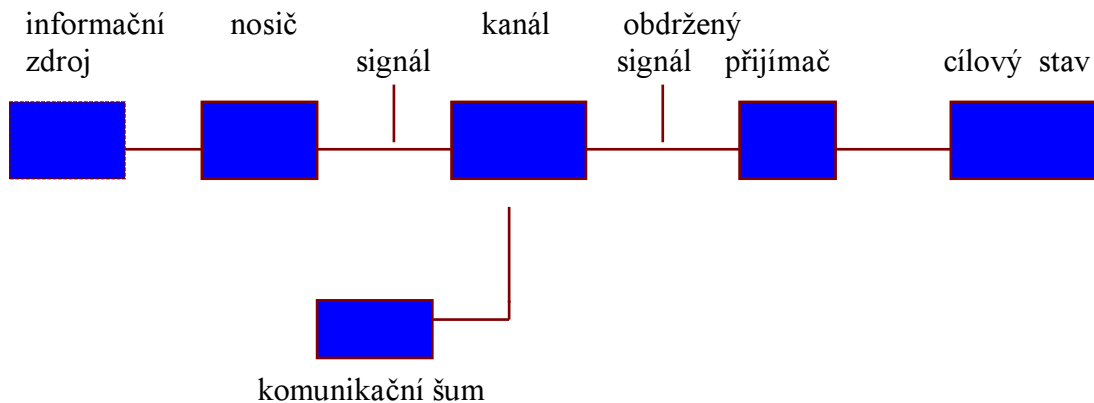 informační zdroj
nosič
signál
kanál
obdržený signál
přijímač
cílový stav
komunikační šum